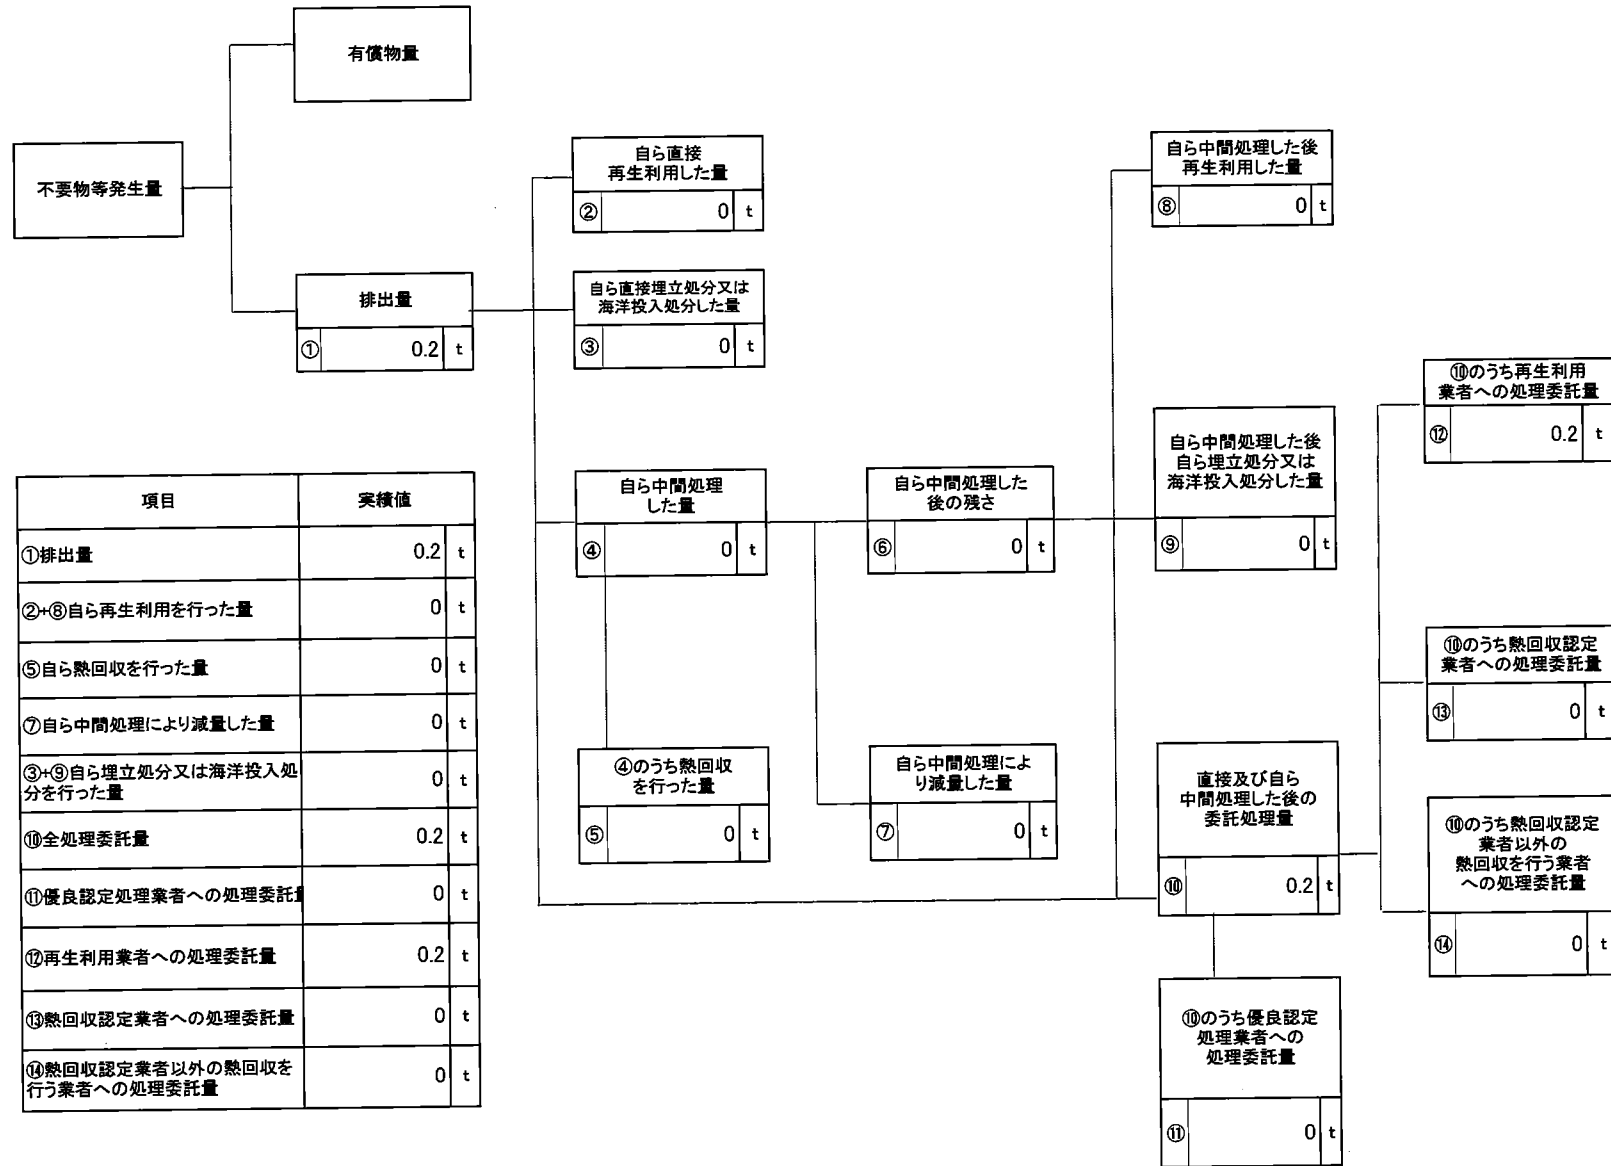 有償物量
不要物等発生量
排出量
① 0.2 t
自ら直接
再生利用した量
② 0 t
自ら直接埋立処分又は
海洋投入処分した量
③ 0 t
自ら中間処理
した量
④ 0 t
④のうち熱回収
を行った量
⑤ 0 t
自ら中間処理した
後の残さ
⑥ 0 t
自ら中間処理によ
り減量した量
⑦ 0 t
自ら中間処理した後
再生利用した量
⑧ 0 t
自ら中間処理した後
自ら埋立処分又は
海洋投入処分した量
⑨ 0 t
直接及び自ら
中間処理した後の
委託処理量
⑩ 0.2 t
⑩のうち優良認定
処理業者への
処理委託量
⑪ 0 t
⑩のうち再生利用
業者への処理委託量
⑫ 0.2 t
⑩のうち熱回収認定
業者への処理委託量
⑬ 0 t
⑩のうち熱回収認定
業者以外の
熱回収を行う業者
への処理委託量
⑭ 0 t
項目 実績値
①排出量 0.2 t
②+⑧自ら再生利用を行った量 0 t
⑤自ら熱回収を行った量 0 t
⑦自ら中間処理により減量した量 0 t
③+⑨自ら埋立処分又は海洋投入処
分を行った量 0 t
⑩全処理委託量 0.2 t
⑪優良認定処理業者への処理委託量 0 t
⑫再生利用業者への処理委託量 0.2 t
⑬熱回収認定業者への処理委託量 0 t
⑭熱回収認定業者以外の熱回収を
行う業者への処理委託量 0 t